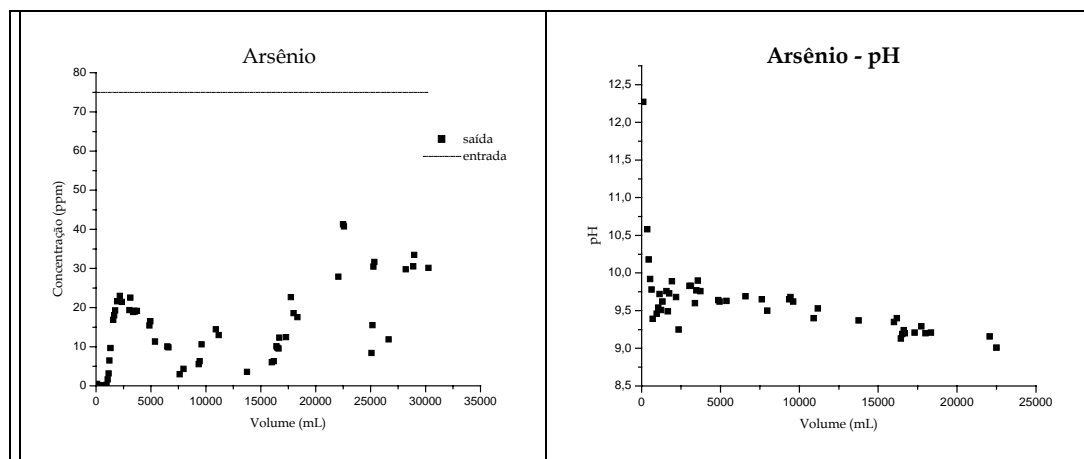 Arsênio
80
70
60
50
40
30
20
10
0
Concentração (ppm)
0 5000 10000 15000 20000 25000 30000 35000
Volume (mL)
saída
entrada
Arsênio - pH
12,5
12,0
11,5
11,0
10,5
10,0
9,5
9,0
8,5
pH
0 5000 10000 15000 20000 25000
Volume (mL)